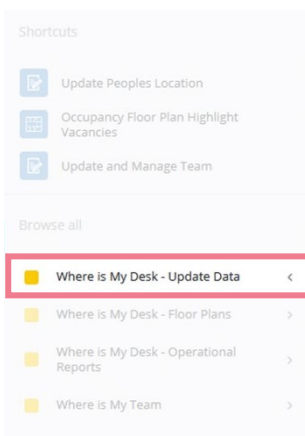 Shortcuts
Update Peoples Location
Occupancy Floor Plan Highlight
Vacancies
Update and Manage Team
Browse all
Where is My Desk - Update Data
Where is My Desk - Floor Plans
Where is My Desk - Operational
Reports
Where is My Team